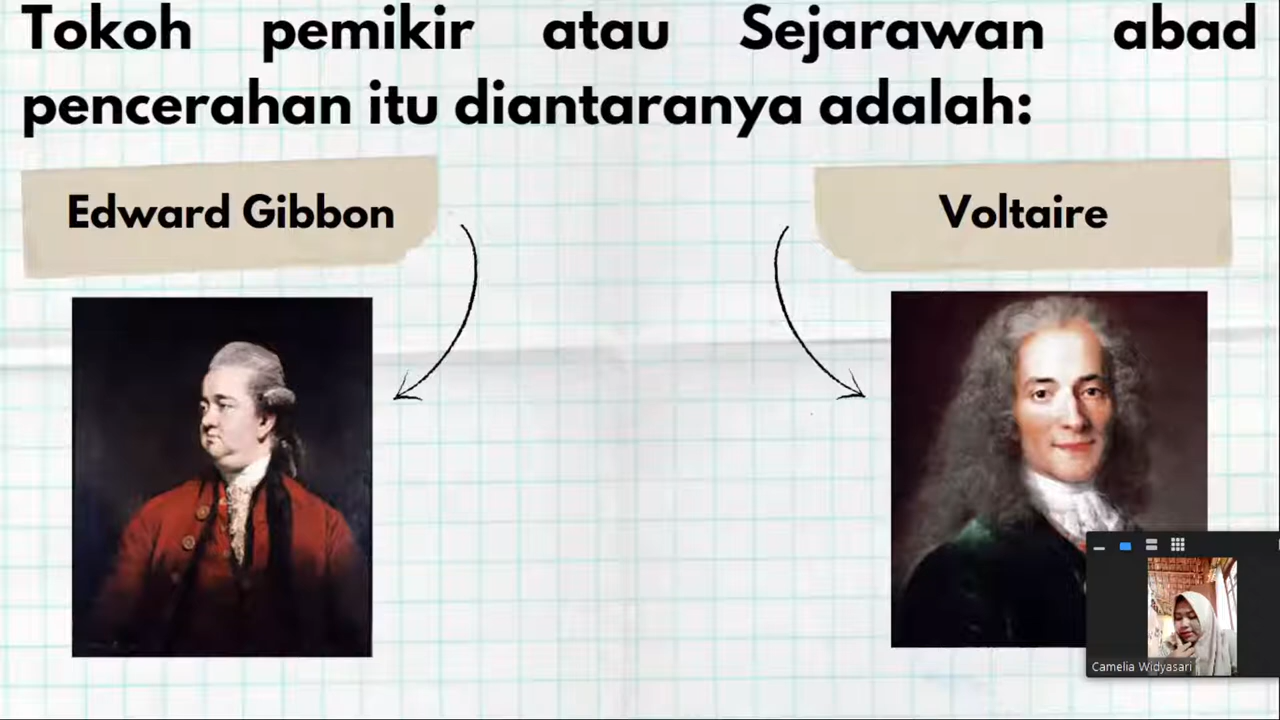 Tokoh pemikir atau Sejarawan abad
pencerahan itu diantaranya adalah:
Edward Gibbon
Voltaire
Camelia Widyasari